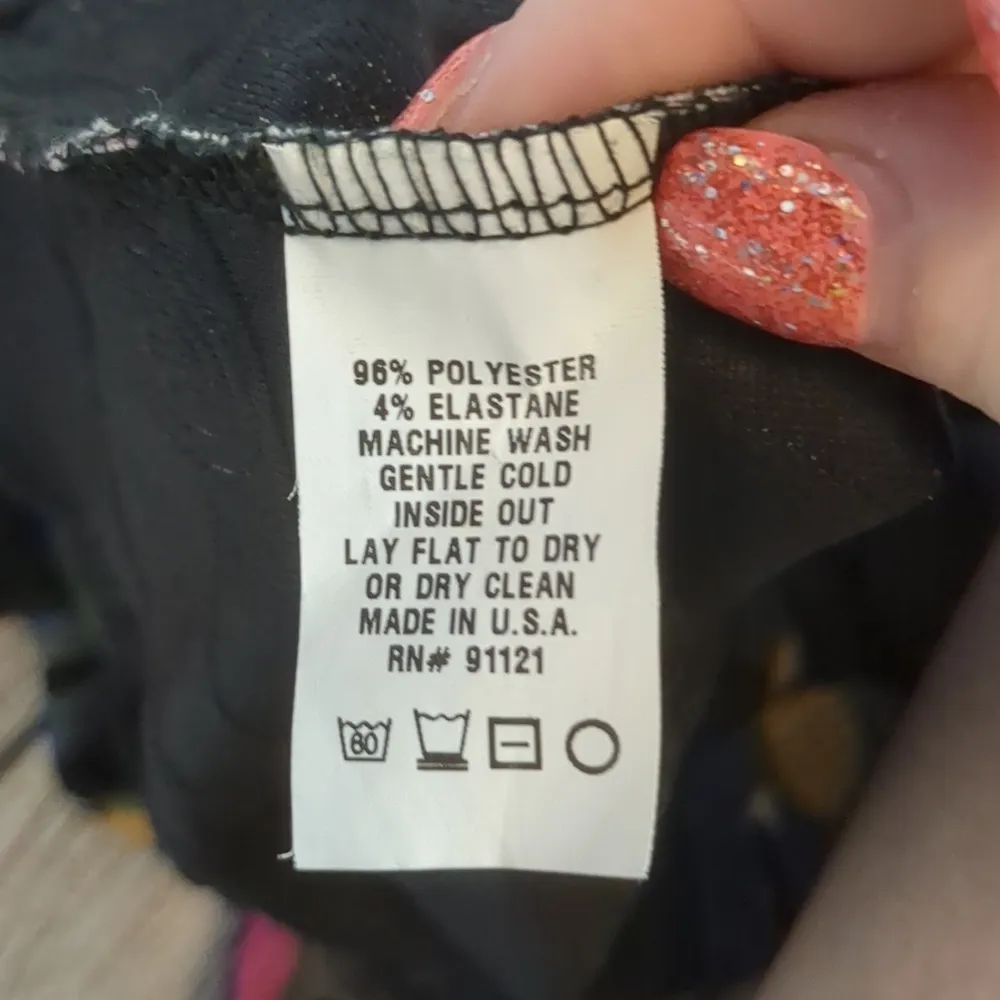 96% POLYESTER
4% ELASTANE
MACHINE WASH
GENTLE COLD
INSIDE OUT
LAY FLAT TO DRY
OR DRY CLEAN
MADE IN U.S.A.
RN# 91121
80